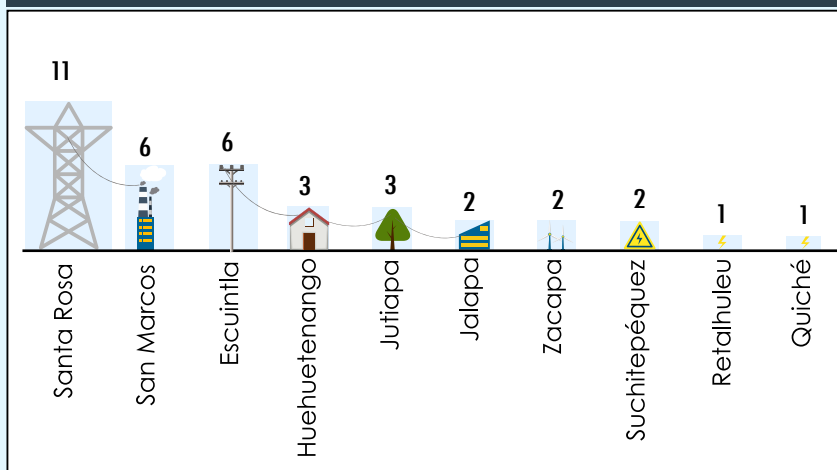 11
6
6
3
3
2
2
2
1
1
Santa Rosa
San Marcos
Escuintla
Huehuetenango
Jutiapa
Jalapa
Zacapa
Suchitepéquez
Retalhuleu
Quiché